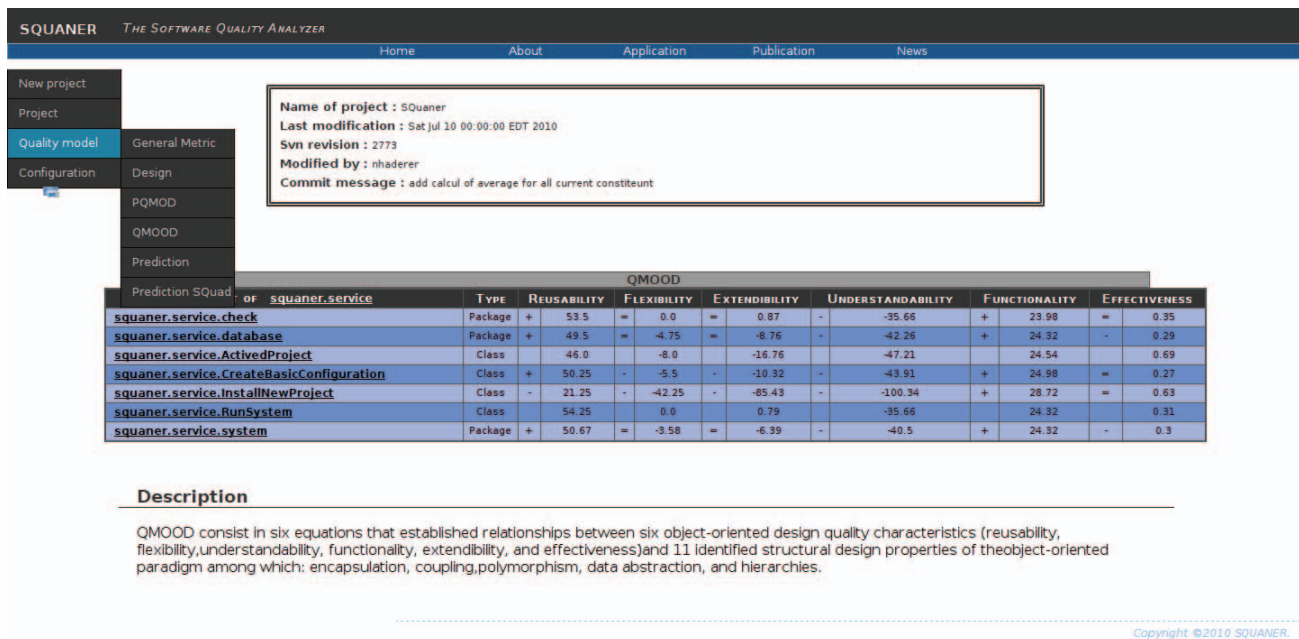 SQUANER THE SOFTWARE QUALITY ANALYZER
Home About Application Publication News
New project
Project
Quality model
Configuration
General Metric
Design
PQMOD
QMOOD
Prediction
Prediction SQuad
Name of project : SQuaner
Last modification : Sat Jul 10 00:00:00 EDT 2010
Svn revision : 2773
Modified by : nhaderer
Commit message : add calcul of average for all current constiteunt
QMOOD
OF squaner.service TYPE REUSABILITY FLEXIBILITY EXTENDIBILITY UNDERSTANDABILITY FUNCTIONALITY EFFECTIVENESS
squaner.service.check Package + 53.5 = 0.0 = 0.87 - -35.66 + 23.98 = 0.35
squaner.service.database Package + 49.5 = -4.75 = -8.76 - -42.26 + 24.32 - 0.29
squaner.service.ActivedProject Class 46.0 -8.0 -16.76 -47.21 24.54 0.69
squaner.service.CreateBasicConfiguration Class + 50.25 - -5.5 - -10.32 - -43.91 + 24.98 = 0.27
squaner.service.InstallNewProject Class - 21.25 - -42.25 - -85.43 - -100.34 + 28.72 = 0.63
squaner.service.RunSystem Class 54.25 0.0 0.79 -35.66 24.32 0.31
squaner.service.system Package + 50.67 = -3.58 = -6.39 - -40.5 + 24.32 - 0.3
Description
QMOOD consist in six equations that established relationships between six object-oriented design quality characteristics (reusability,
flexibility,understandability, functionality, extendibility, and effectiveness)and 11 identified structural design properties of theobject-oriented
paradigm among which: encapsulation, coupling,polymorphism, data abstraction, and hierarchies.
Copyright ©2010 SQUANER.